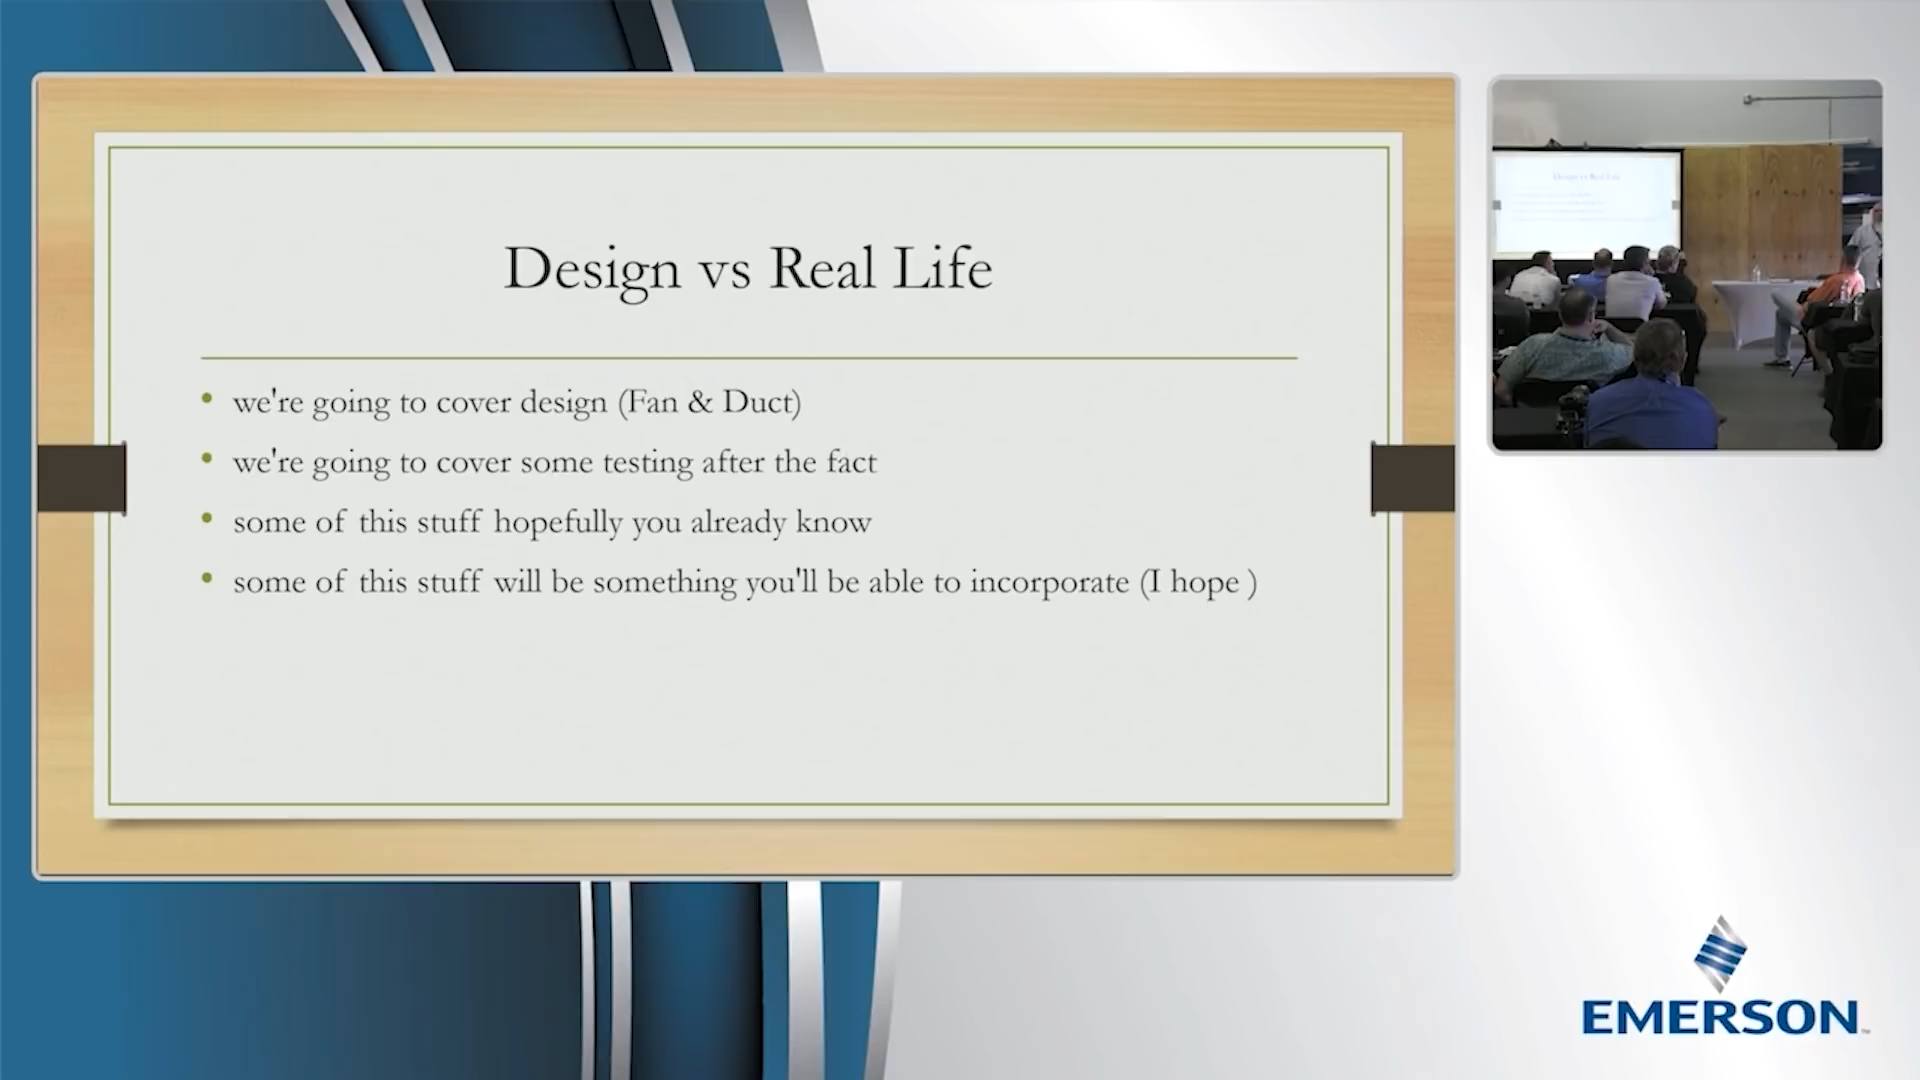 Design vs Real Life
we're going to cover design (Fan & Duct)
we're going to cover some testing after the fact
some of this stuff hopefully you already know
some of this stuff will be something you'll be able to incorporate (I hope )
Design vs Real Life
EMERSON